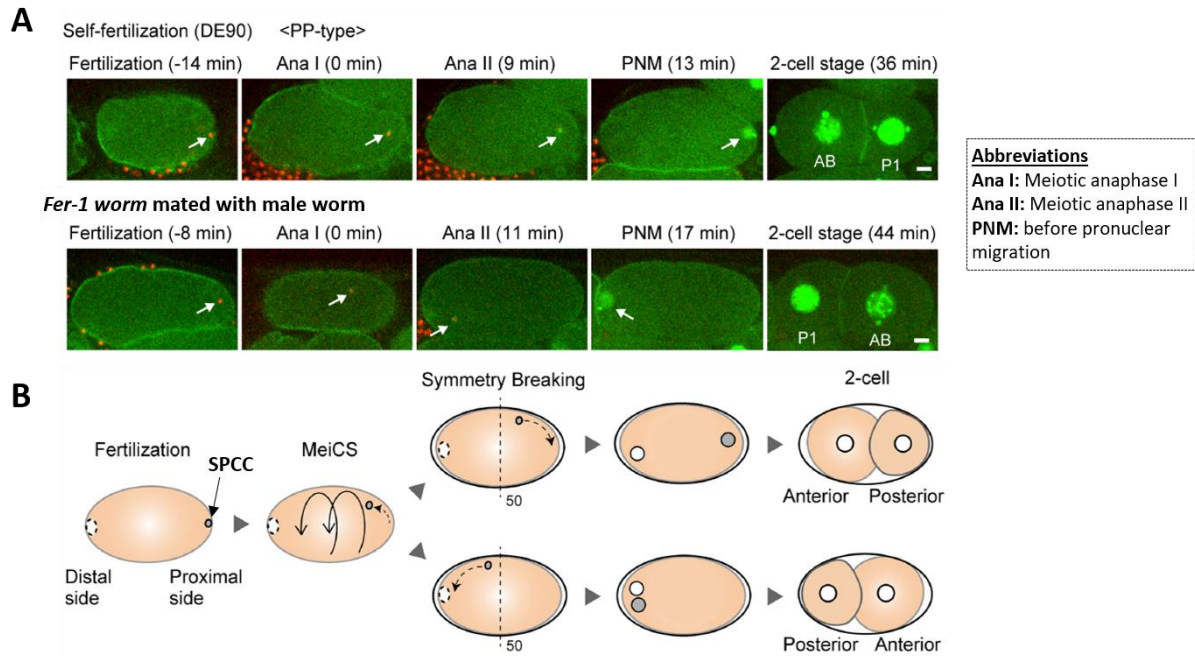 A
Self-fertilization (DE90) <PP-type>
Fertilization (-14 min) Ana I (0 min) Ana II (9 min) PNM (13 min) 2-cell stage (36 min)
AB P1
Fer-1 worm mated with male worm
Fertilization (-8 min) Ana I (0 min) Ana II (11 min) PNM (17 min) 2-cell stage (44 min)
P1 AB
Abbreviations
Ana I: Meiotic anaphase I
Ana II: Meiotic anaphase II
PNM: before pronuclear
migration
B
Symmetry Breaking 2-cell
Fertilization MeiCS
SPCC
50
Anterior Posterior
Distal
side
Proximal
side
50
Posterior Anterior